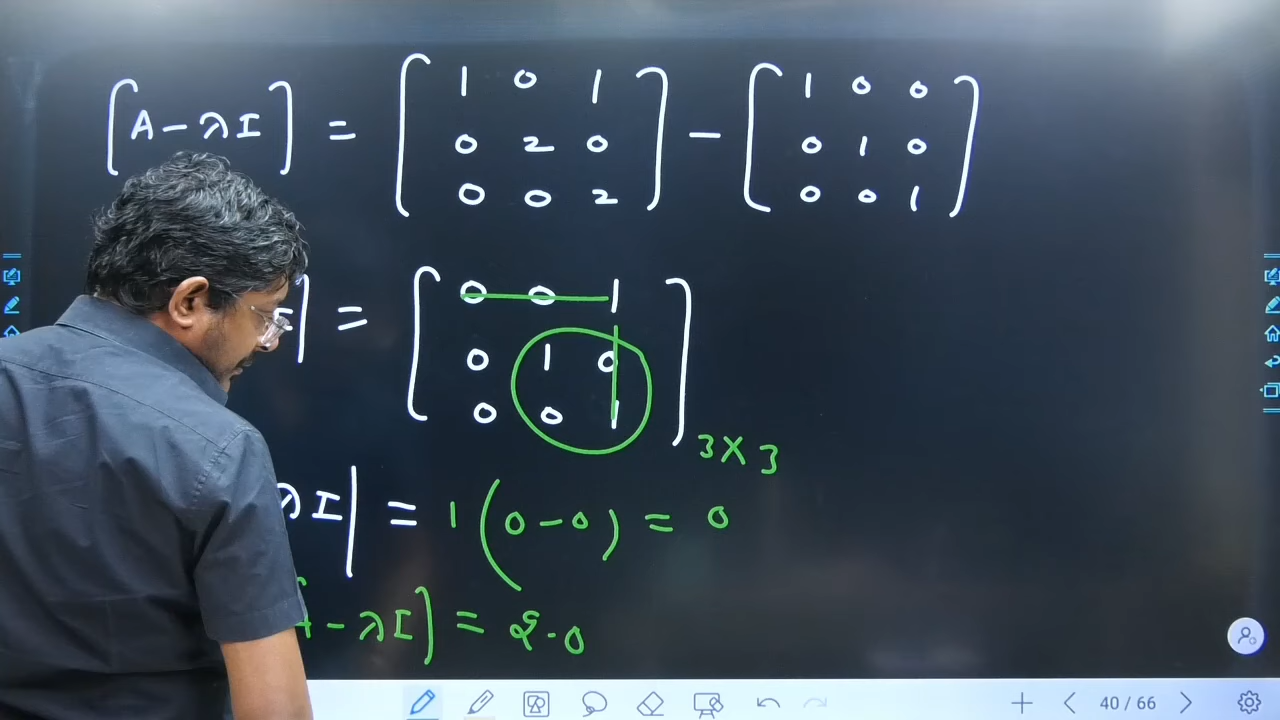 [A - λI] = [ 1 0 1 ] - [ 1 0 0 ]
[ 0 2 0 ] [ 0 1 0 ]
[ 0 0 2 ] [ 0 0 1 ]
I| = [ 0 0 1 ]
[ 0 1 0 ]
[ 0 0 1 ] 3×3
λI| = 1 (0-0) = 0
A - λI] = 2.0
40 / 66